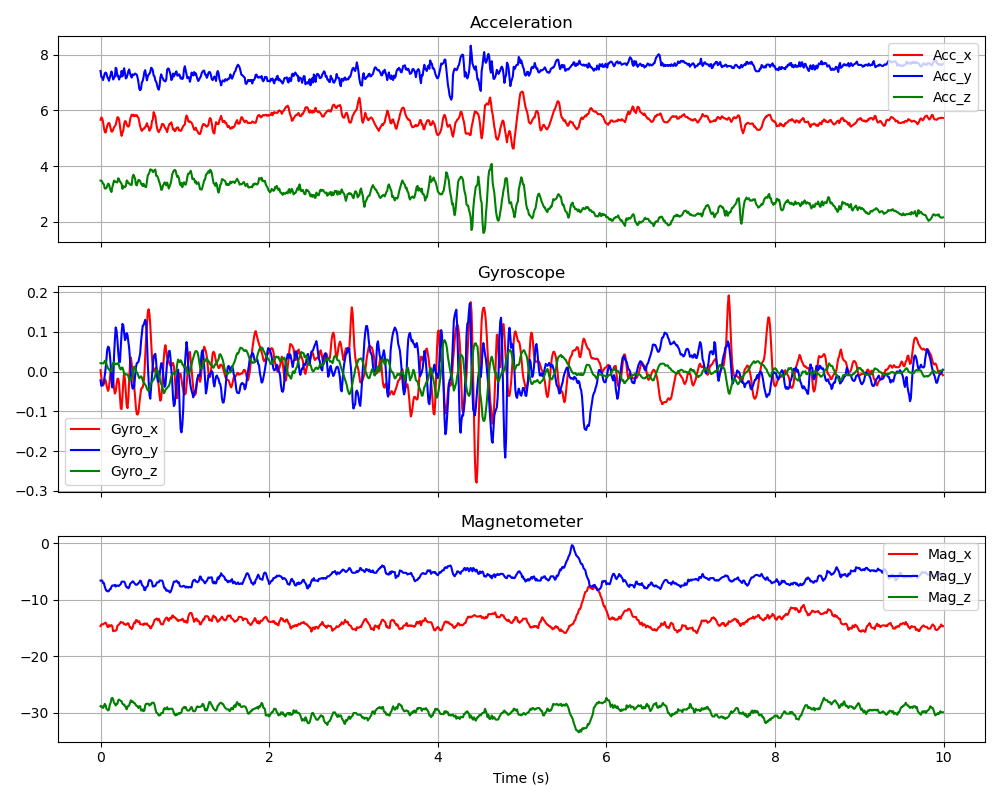 Acceleration
8
6
4
2
Acc_x
Acc_y
Acc_z
Gyroscope
0.2
0.1
0.0
−0.1
−0.2
−0.3
Gyro_x
Gyro_y
Gyro_z
Magnetometer
0
−10
−20
−30
Mag_x
Mag_y
Mag_z
0 2 4 6 8 10
Time (s)